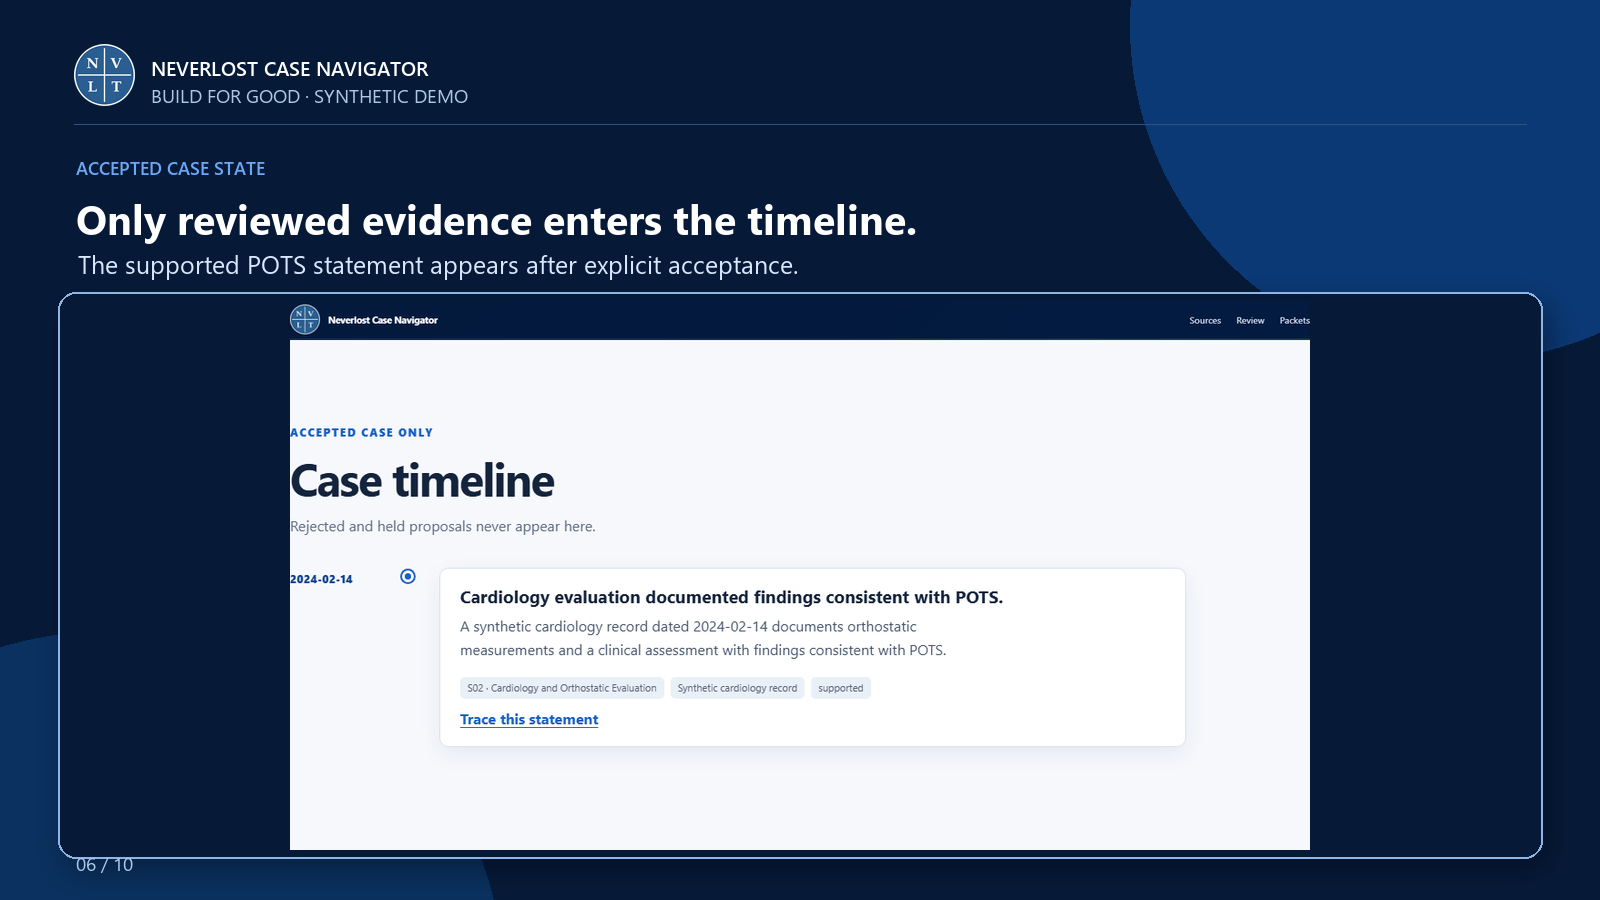 N V
L T
NEVERLOST CASE NAVIGATOR
BUILD FOR GOOD · SYNTHETIC DEMO
ACCEPTED CASE STATE
Only reviewed evidence enters the timeline.
The supported POTS statement appears after explicit acceptance.
N V
L T
Neverlost Case Navigator
Sources Review Packets
ACCEPTED CASE ONLY
Case timeline
Rejected and held proposals never appear here.
2024-02-14
Cardiology evaluation documented findings consistent with POTS.
A synthetic cardiology record dated 2024-02-14 documents orthostatic
measurements and a clinical assessment with findings consistent with POTS.
S02 · Cardiology and Orthostatic Evaluation Synthetic cardiology record supported
Trace this statement
06 / 10